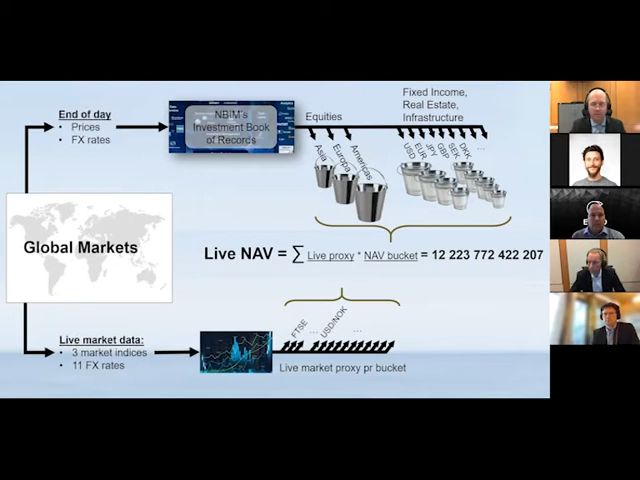 End of day
• Prices
• FX rates
NBIM's
Investment Book
of Records
Equities
Fixed Income,
Real Estate,
Infrastructure
Asia
Europa
Americas
USD
EUR
JPY
GBP
SEK
DKK
...
Global Markets
Live NAV = ∑ Live proxy * NAV bucket = 12 223 772 422 207
FTSE
...
USD/NOK
...
Live market data:
• 3 market indices
• 11 FX rates
Live market proxy pr bucket